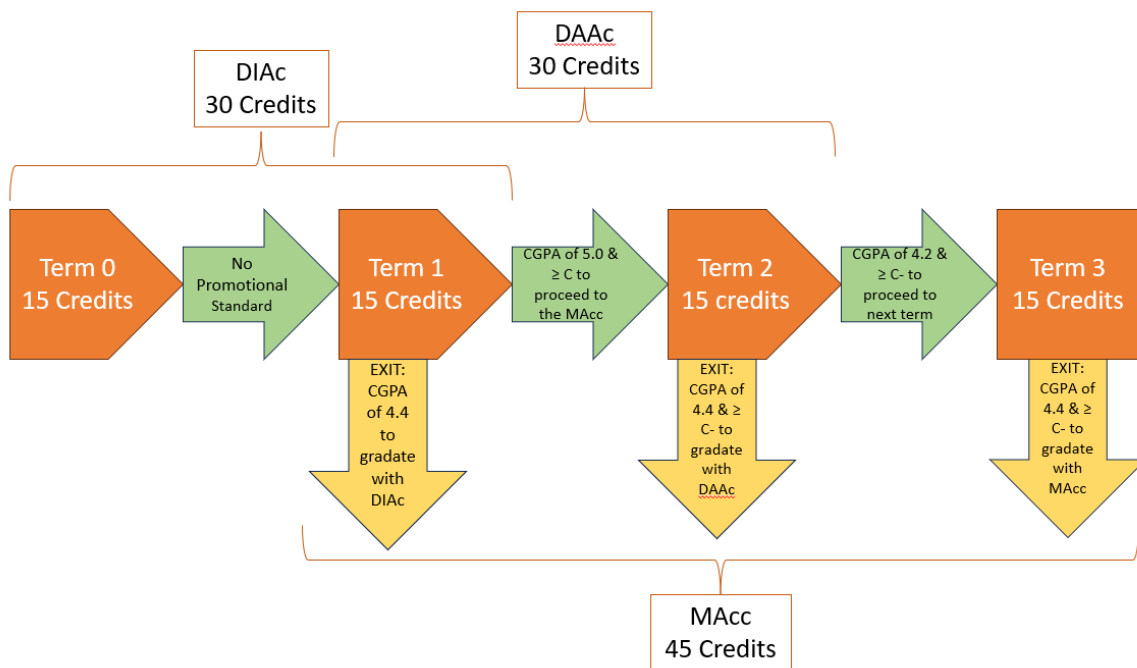 DAAc
30 Credits
DIAc
30 Credits
Term 0
15 Credits
No
Promotional
Standard
Term 1
15 Credits
CGPA of 5.0 &
≥ C to
proceed to
the MAcc
Term 2
15 credits
CGPA of 4.2 &
≥ C- to
proceed to
next term
Term 3
15 Credits
EXIT:
CGPA
of 4.4
to
gradate
with
DIAc
EXIT:
CGPA of
4.4 & ≥
C- to
gradate
with
DAAc
EXIT:
CGPA of
4.4 & ≥
C- to
gradate
with
MAcc
MAcc
45 Credits